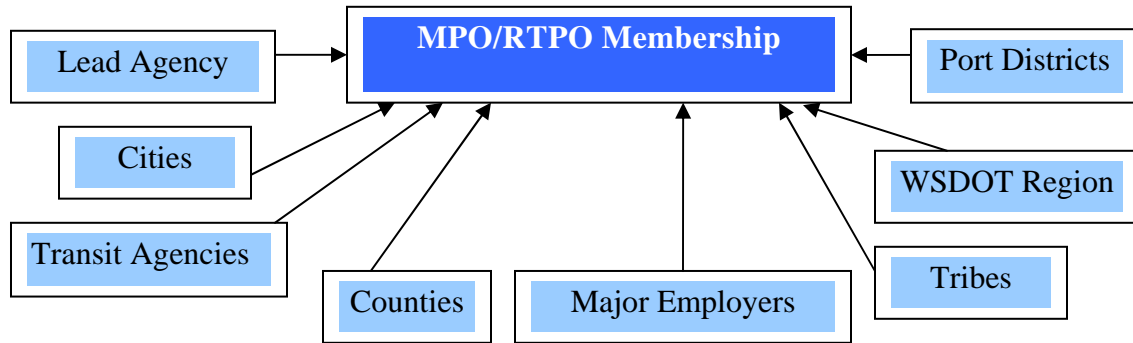 MPO/RTPO Membership
Lead Agency
Port Districts
Cities
WSDOT Region
Transit Agencies
Tribes
Counties
Major Employers